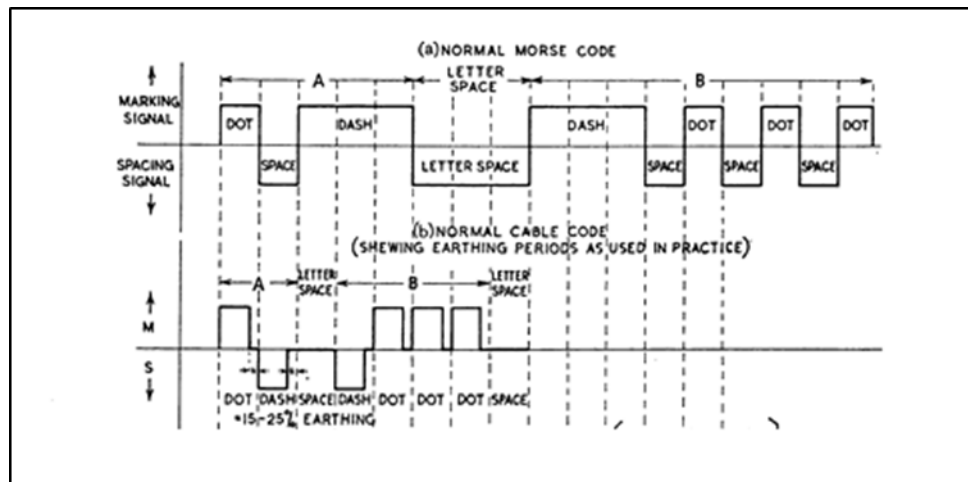 (a) NORMAL MORSE CODE
A LETTER SPACE B
MARKING SIGNAL
DOT DASH DASH DOT DOT DOT
SPACE LETTER SPACE SPACE SPACE SPACE
SPACING SIGNAL
(b) NORMAL CABLE CODE
(SHEWING EARTHING PERIODS AS USED IN PRACTICE)
A LETTER SPACE B LETTER SPACE
M
S
DOT DASH SPACE DASH DOT DOT DOT SPACE
*15-25% EARTHING